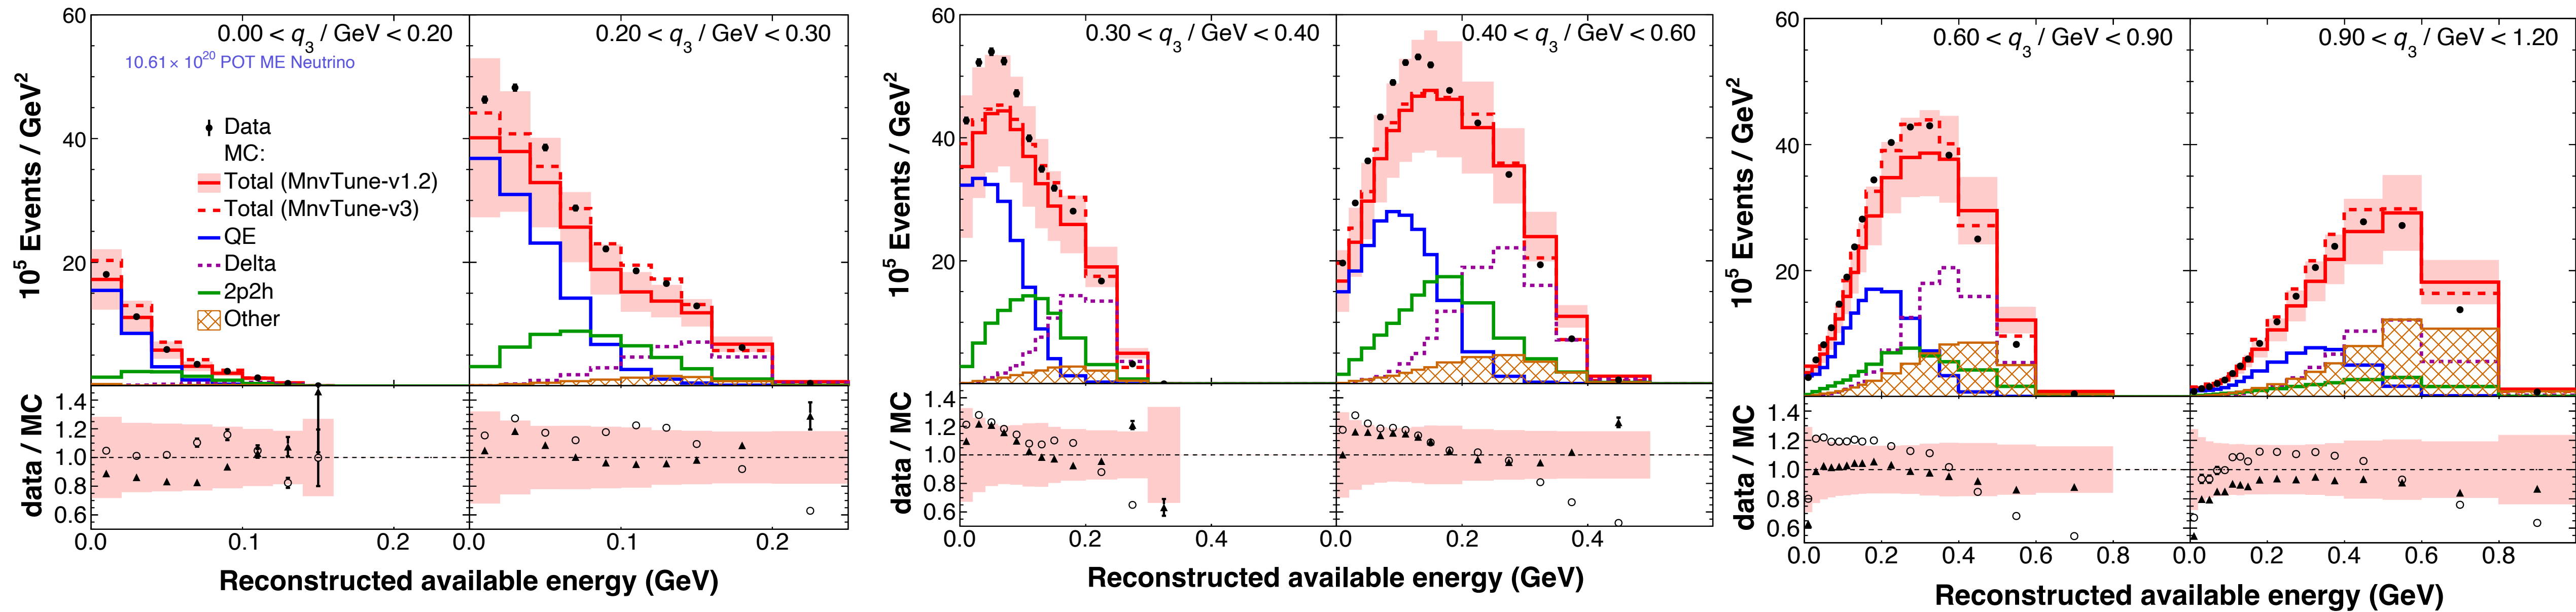 0.00 < q3 / GeV < 0.20
10.61 × 10^20 POT ME Neutrino
Data
MC:
Total (MnvTune-v1.2)
Total (MnvTune-v3)
QE
Delta
2p2h
Other
10^5 Events / GeV^2
60
40
20
data / MC
1.4
1.2
1.0
0.8
0.6
0.0
0.1
0.2
0.20 < q3 / GeV < 0.30
0.0
0.1
0.2
Reconstructed available energy (GeV)
0.30 < q3 / GeV < 0.40
10^5 Events / GeV^2
60
40
20
data / MC
1.4
1.2
1.0
0.8
0.6
0.0
0.2
0.4
0.40 < q3 / GeV < 0.60
0.0
0.2
0.4
Reconstructed available energy (GeV)
0.60 < q3 / GeV < 0.90
10^5 Events / GeV^2
60
40
20
data / MC
1.4
1.2
1.0
0.8
0.6
0.0
0.2
0.4
0.6
0.8
0.90 < q3 / GeV < 1.20
0.0
0.2
0.4
0.6
0.8
1.0
Reconstructed available energy (GeV)